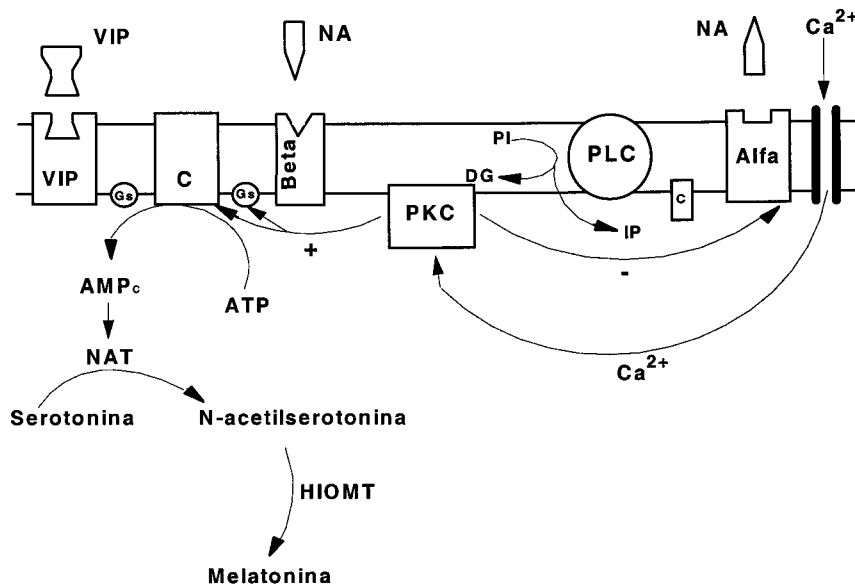 VIP
NA
NA
Ca2+
VIP
Gs
C
Gs
Beta
PI
DG
PLC
Alfa
PKC
IP
C
+
-
AMPc
ATP
NAT
Ca2+
Serotonina
N-acetilserotonina
HIOMT
Melatonina